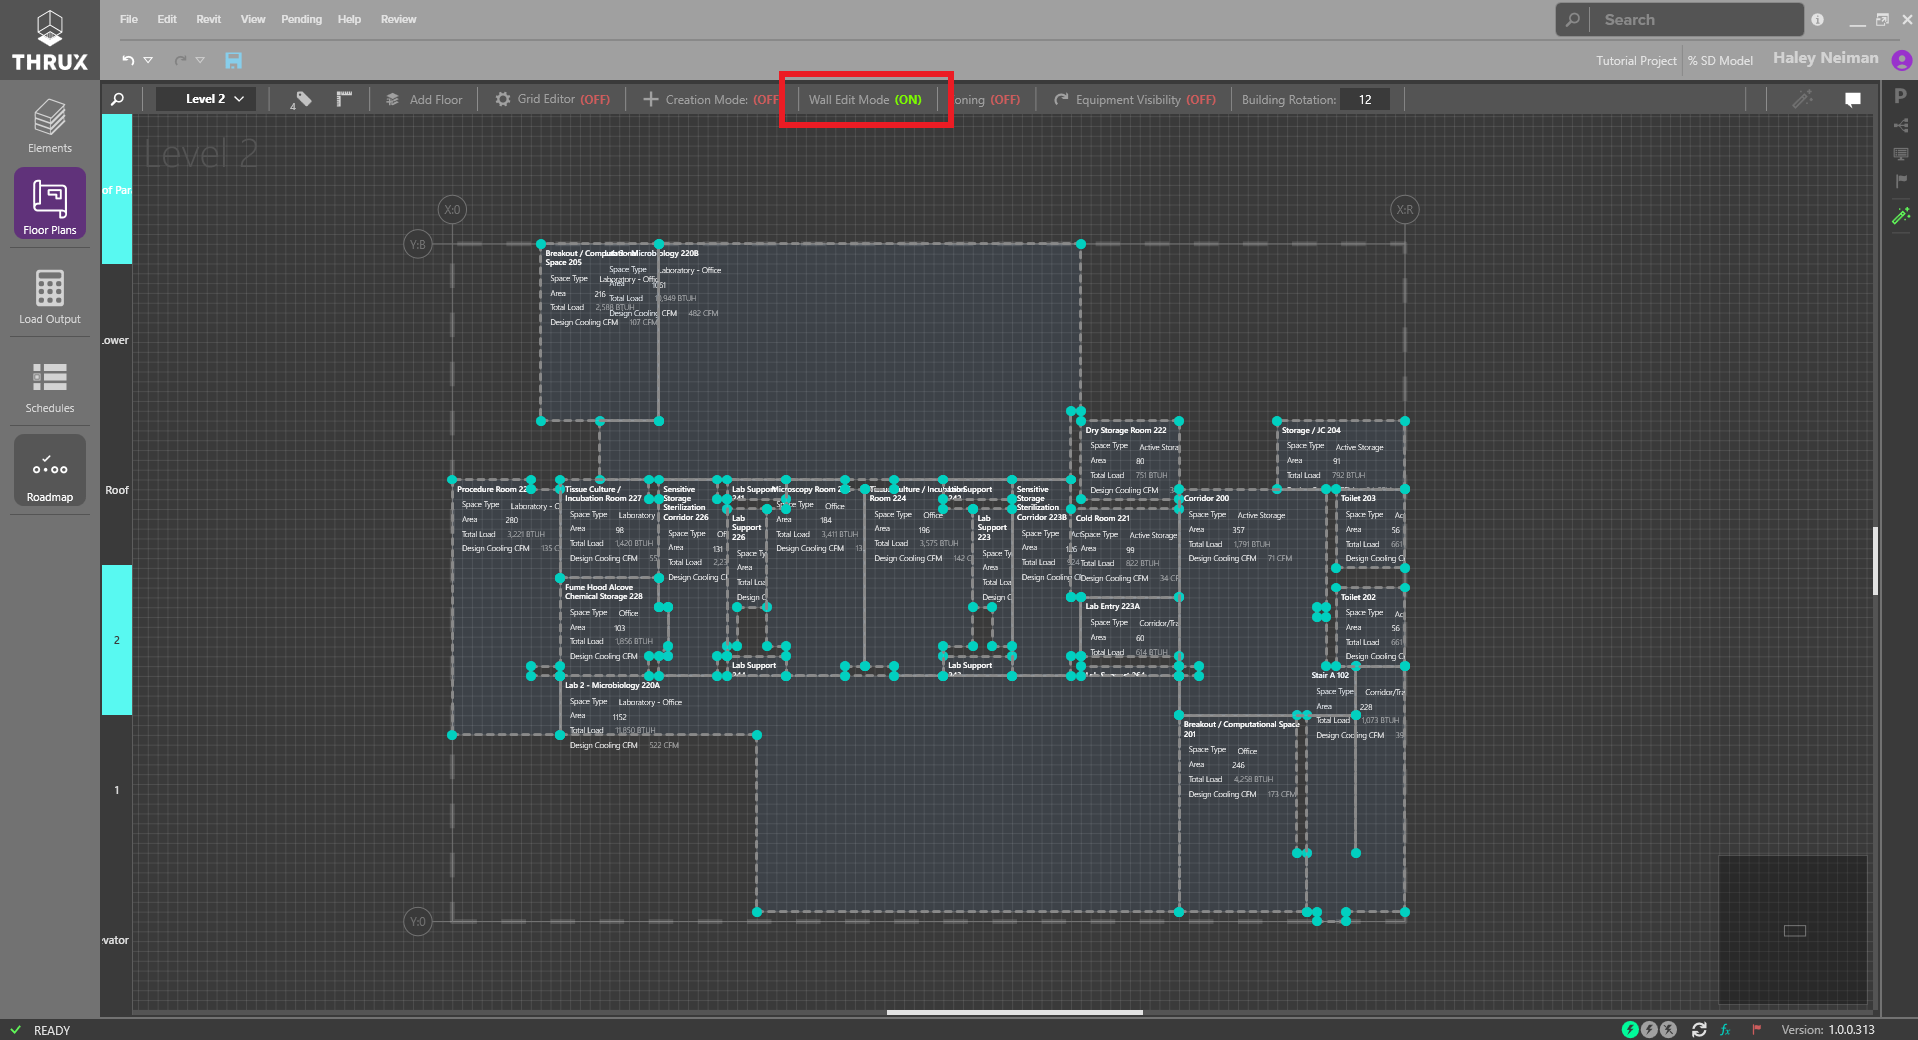 File Edit Revit View Pending Help Review
Search
THRUX
Tutorial Project % SD Model Haley Neiman
Level 2
4
Add Floor
Grid Editor (OFF)
Creation Mode: (OFF
Wall Edit Mode (ON)
oning (OFF)
Equipment Visibility (OFF)
Building Rotation: 12
P
Elements
Floor Plans
Load Output
Schedules
Roadmap
of Par
ower
Roof
2
1
vator
Level 2
X:0
X:R
Y:B
Y:0
Breakout / Computational
Space 205
Space Type Laboratory - Offic
Area 216
Total Load 2,588 BTUH
Design Cooling CFM 107 CFM
Microbiology 220B
Space Type Laboratory - Office
Area 1061
Total Load 10,949 BTUH
Design Cooling CFM 482 CFM
Dry Storage Room 222
Space Type Active Stora
Area 80
Total Load 751 BTUH
Design Cooling CFM
Storage / JC 204
Space Type Active Storage
Area 91
Total Load 792 BTUH
Procedure Room 22
Space Type Laboratory - O
Area 280
Total Load 3,221 BTUH
Design Cooling CFM 135 C
Tissue Culture /
Incubation Room 227
Space Type Laboratory
Area 98
Total Load 1,420 BTUH
Design Cooling CFM 55
Sensitive
Storage
Sterilization
Corridor 226
Space Type Off
Area 131
Total Load 2,23
Design Cooling C
Lab Support
241
Lab
Support
226
Space Ty
Area
Total Loa
Design C
Microscopy Room 2
Space Type Office
Area 184
Total Load 3,411 BTUH
Design Cooling CFM 13
Tissue Culture / Incubation
Room 224
Space Type Office
Area 196
Total Load 3,575 BTUH
Design Cooling CFM 142 C
Support
Lab
Support
223
Space Ty
Area
Total Loa
Design C
Sensitive
Storage
Sterilization
Corridor 223B
Space Type Ac
Area 126
Total Load 924
Design Cooling C
Cold Room 221
Space Type Active Storage
Area 99
Total Load 822 BTUH
Design Cooling CFM 34 CF
Corridor 200
Space Type Active Storage
Area 357
Total Load 1,791 BTUH
Design Cooling CFM 71 CFM
Toilet 203
Space Type Ac
Area 56
Total Load 661
Design Cooling C
Fume Hood Alcove
Chemical Storage 228
Space Type Office
Area 103
Total Load 1,856 BTUH
Design Cooling CFM
Lab Entry 223A
Space Type Corridor/Tra
Area 60
Total Load 614 BTUH
Toilet 202
Space Type Ac
Area 56
Total Load 661
Design Cooling C
Lab Support
Lab Support
Lab 2 - Microbiology 220A
Space Type Laboratory - Office
Area 1152
Total Load 11,850 BTUH
Design Cooling CFM 522 CFM
Stair A 102
Space Type Corridor/Tra
Area 228
Total Load 1,073 BTUH
Design Cooling CFM 39
Breakout / Computational Space
201
Space Type Office
Area 246
Total Load 4,258 BTUH
Design Cooling CFM 173 CFM
READY
fx
Version: 1.0.0.313